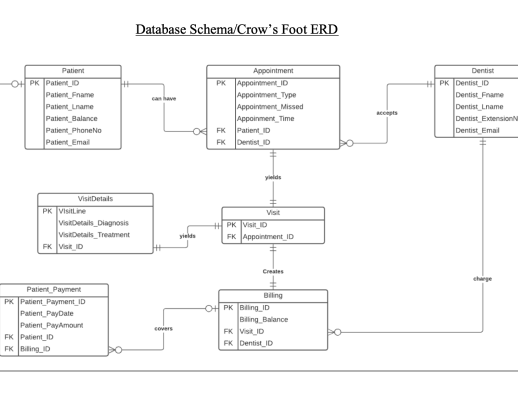 Database Schema/Crow's Foot ERD
Patient
PK Patient_ID
Patient_Fname
Patient_Lname
Patient_Balance
Patient_PhoneNo
Patient_Email
can have
Appointment
PK Appointment_ID
Appointment_Type
Appointment_Missed
Appoinment_Time
FK Patient_ID
FK Dentist_ID
accepts
Dentist
PK Dentist_ID
Dentist_Fname
Dentist_Lname
Dentist_ExtensionN
Dentist_Email
yields
VisitDetails
PK VIsitLine
VisitDetails_Diagnosis
VisitDetails_Treatment
FK Visit_ID
yields
Visit
PK Visit_ID
FK Appointment_ID
Creates
charge
Patient_Payment
PK Patient_Payment_ID
Patient_PayDate
Patient_PayAmount
FK Patient_ID
FK Billing_ID
covers
Billing
PK Billing_ID
Billing_Balance
FK Visit_ID
FK Dentist_ID